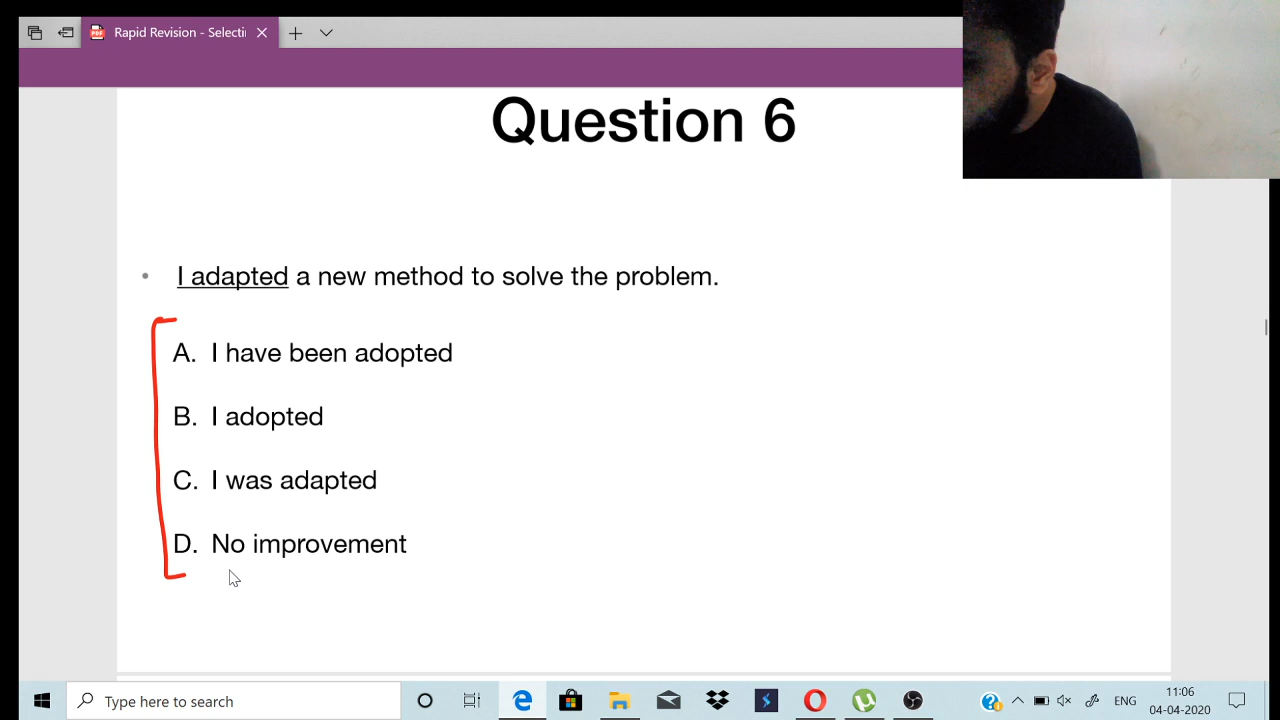 Rapid Revision - Selecti
Question 6
• I adapted a new method to solve the problem.
A. I have been adopted
B. I adopted
C. I was adapted
D. No improvement
Type here to search
ENG
11:06
04-04-2020